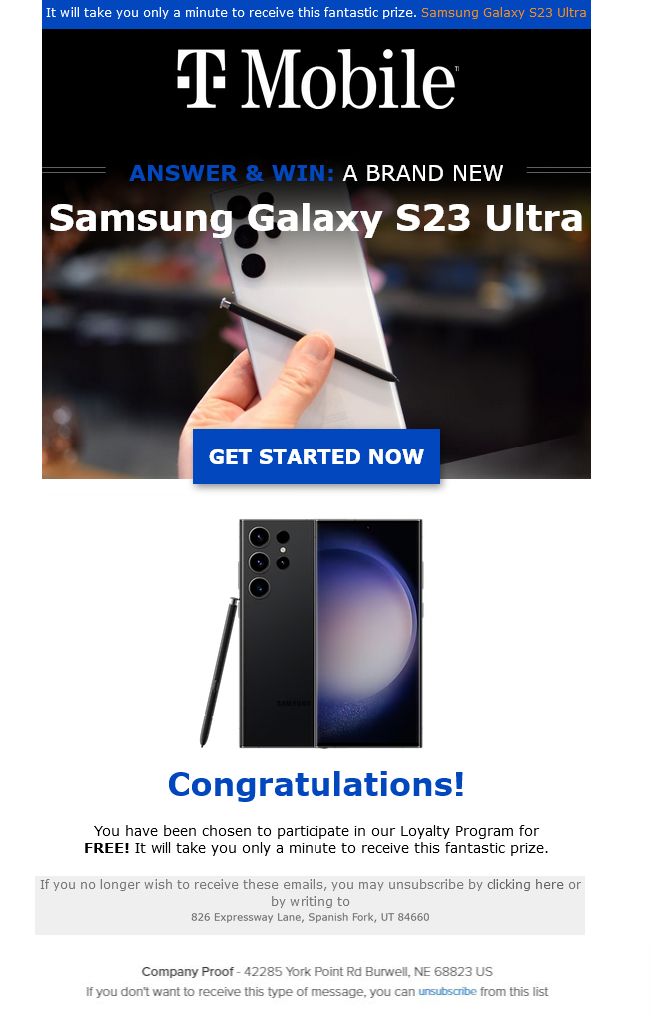 It will take you only a minute to receive this fantastic prize. Samsung Galaxy S23 Ultra
T Mobile™
ANSWER & WIN: A BRAND NEW
Samsung Galaxy S23 Ultra
GET STARTED NOW
SAMSUNG
Congratulations!
You have been chosen to participate in our Loyalty Program for
FREE! It will take you only a minute to receive this fantastic prize.
If you no longer wish to receive these emails, you may unsubscribe by clicking here or
by writing to
826 Expressway Lane, Spanish Fork, UT 84660
Company Proof - 42285 York Point Rd Burwell, NE 68823 US
If you don't want to receive this type of message, you can unsubscribe from this list